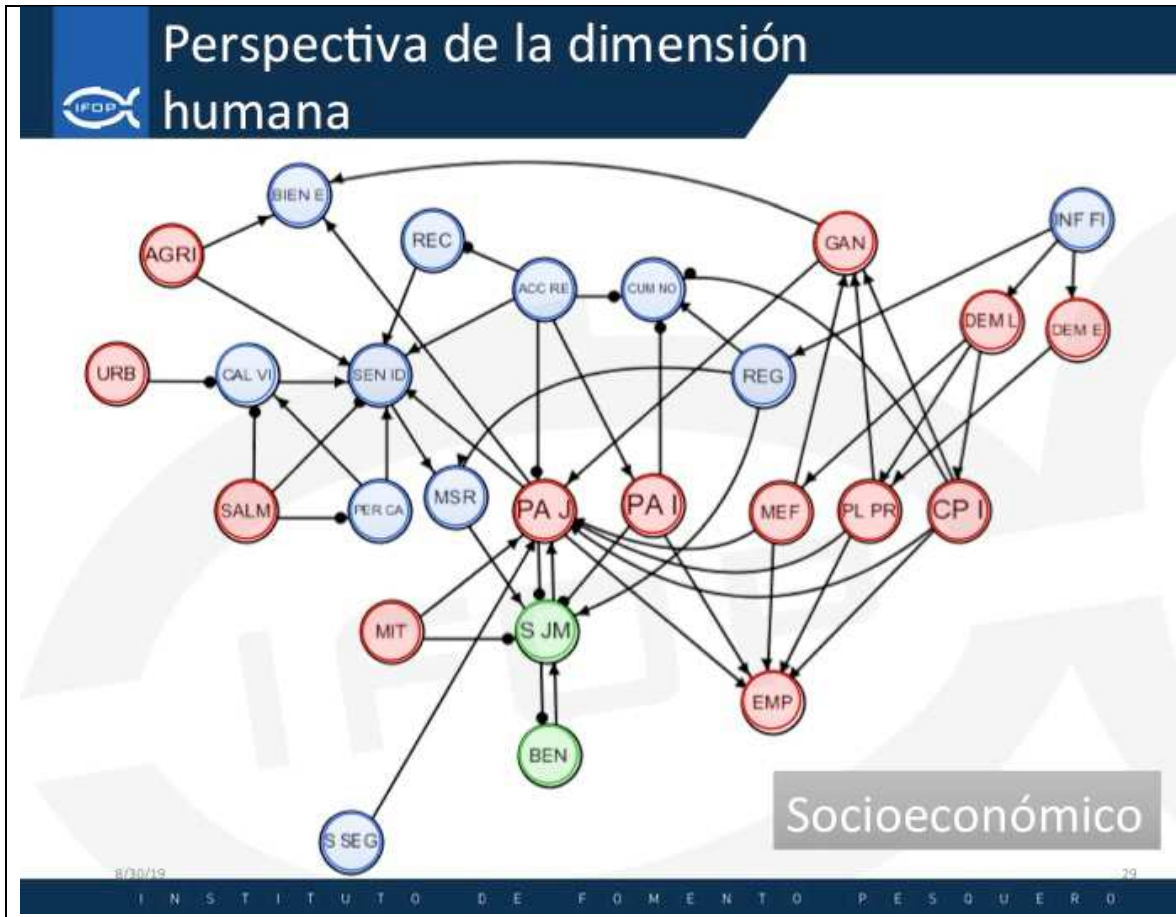 Perspectiva de la dimensión
humana
IFOP
BIEN E
REC
GAN
INF FI
AGRI
ACC RE
CUM NO
DEM L
DEM E
URB
CAL VI
SEN ID
REG
SALM
PER CA
MSR
PA J
PA I
MEF
PL PR
CP I
MIT
S JM
EMP
BEN
S SEG
Socioeconómico
8/30/19
29
INSTITUTO DE FOMENTO PESQUERO